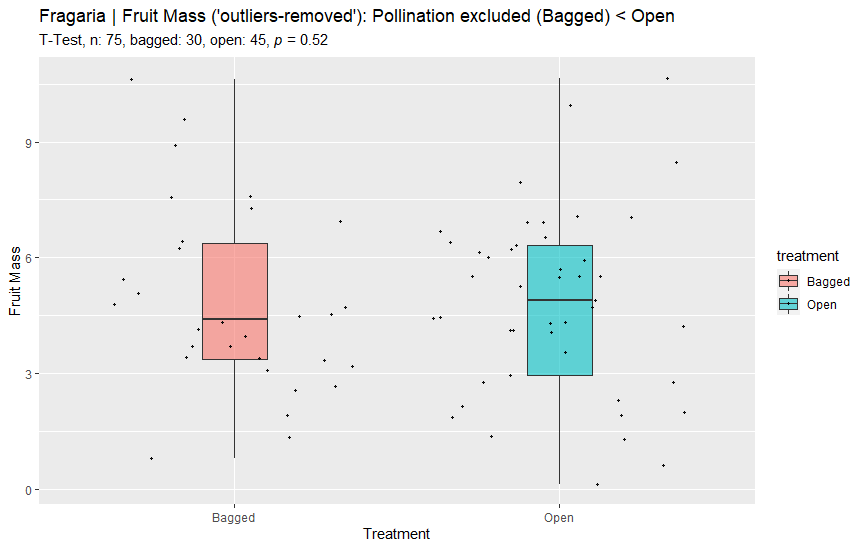 Fragaria | Fruit Mass ('outliers-removed'): Pollination excluded (Bagged) < Open
T-Test, n: 75, bagged: 30, open: 45, p = 0.52
Fruit Mass
9
6
3
0
Bagged
Open
Treatment
treatment
Bagged
Open